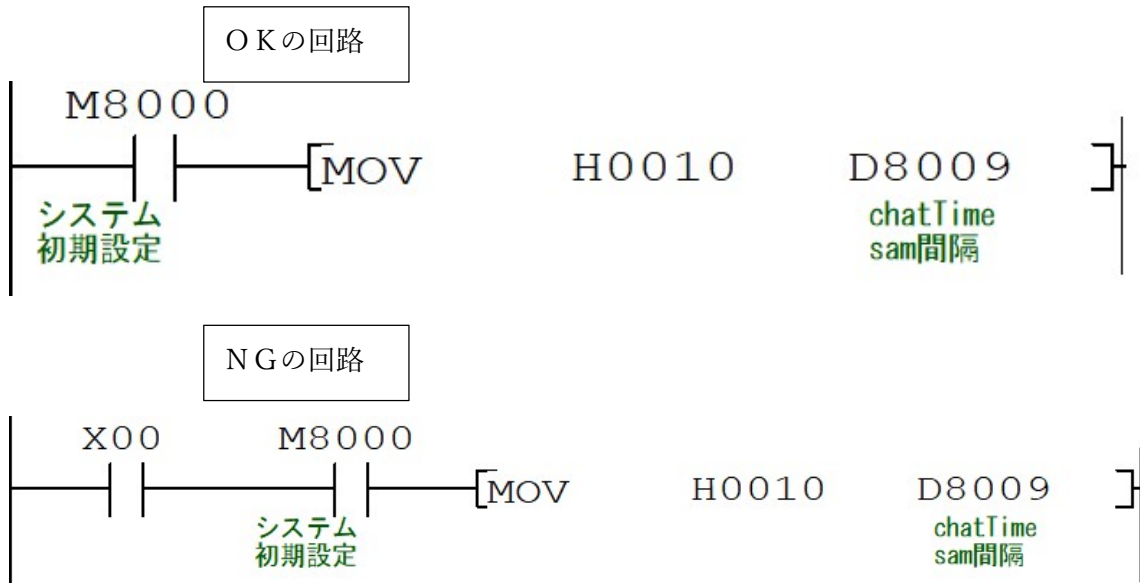 ＯＫの回路
M8000
[MOV H0010 D8009 ]
システム
初期設定
chatTime
sam間隔
ＮＧの回路
X00 M8000
[MOV H0010 D8009 ]
システム
初期設定
chatTime
sam間隔